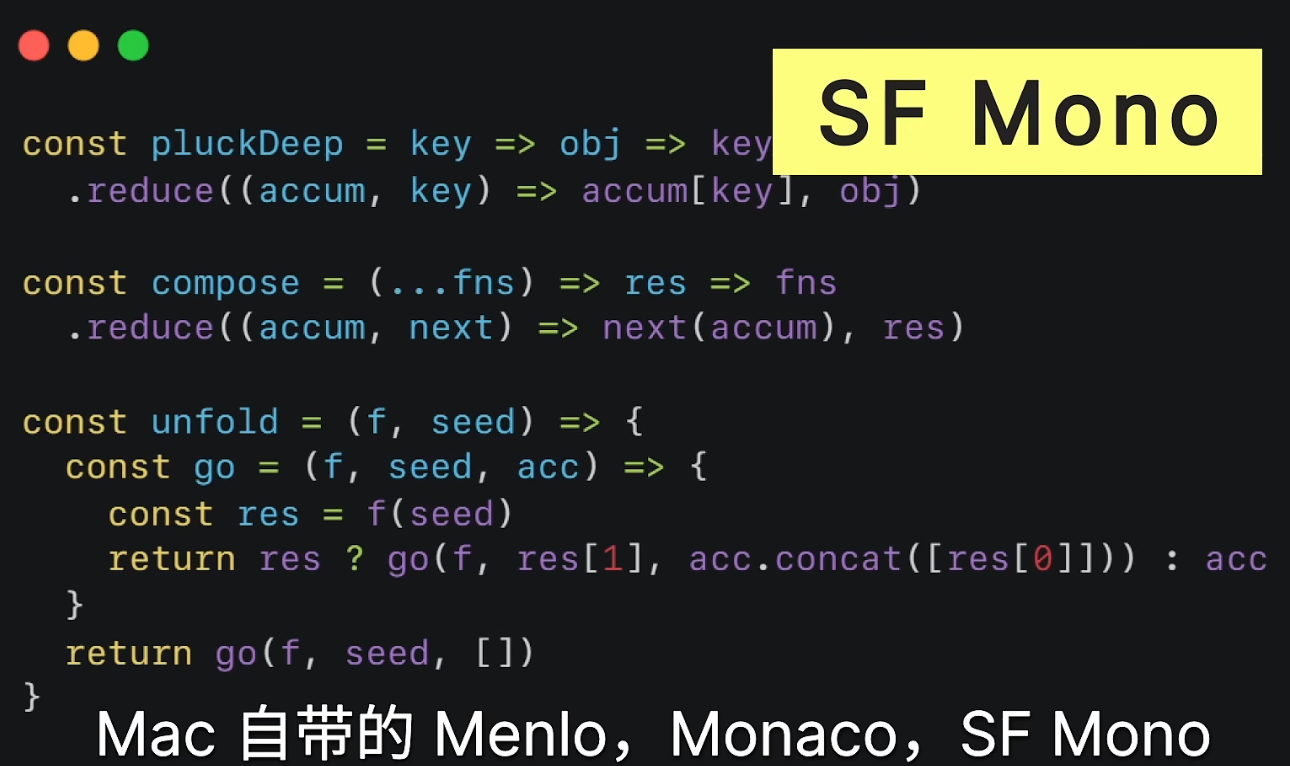 SF Mono
const pluckDeep = key => obj => key
  .reduce((accum, key) => accum[key], obj)
const compose = (...fns) => res => fns
  .reduce((accum, next) => next(accum), res)
const unfold = (f, seed) => {
  const go = (f, seed, acc) => {
    const res = f(seed)
    return res ? go(f, res[1], acc.concat([res[0]])) : acc
  }
  return go(f, seed, [])
}
Mac 自带的 Menlo，Monaco，SF Mono